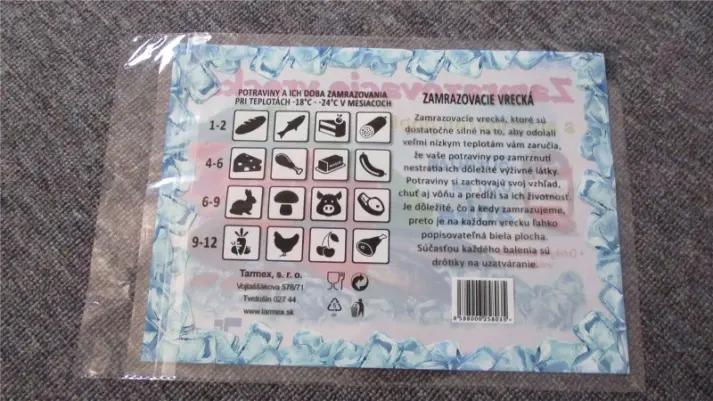 Zamrazovacie vreck
POTRAVINY A ICH DOBA ZAMRAZOVANIA
PRI TEPLOTÁCH -18°C - -24°C V MESIACOCH
1-2
4-6
6-9
9-12
Tarmex, s. r. o.
Vojtaššákova 578/71
Tvrdošín 027 44
www.tarmex.sk
ZAMRAZOVACIE VRECKÁ
Zamrazovacie vrecká, ktoré sú
dostatočne silné na to, aby odolali
veľmi nízkym teplotám vám zaručia,
že vaše potraviny po zamrznutí
nestratia ich dôležité výživné látky.
Potraviny si zachovajú svoj vzhľad,
chuť aj vôňu a predĺži sa ich životnosť.
Je dôležité, čo a kedy zamrazujeme,
preto je na každom vrecku ľahko
popisovateľná biela plocha.
Súčasťou každého balenia sú
drôtiky na uzatváranie.